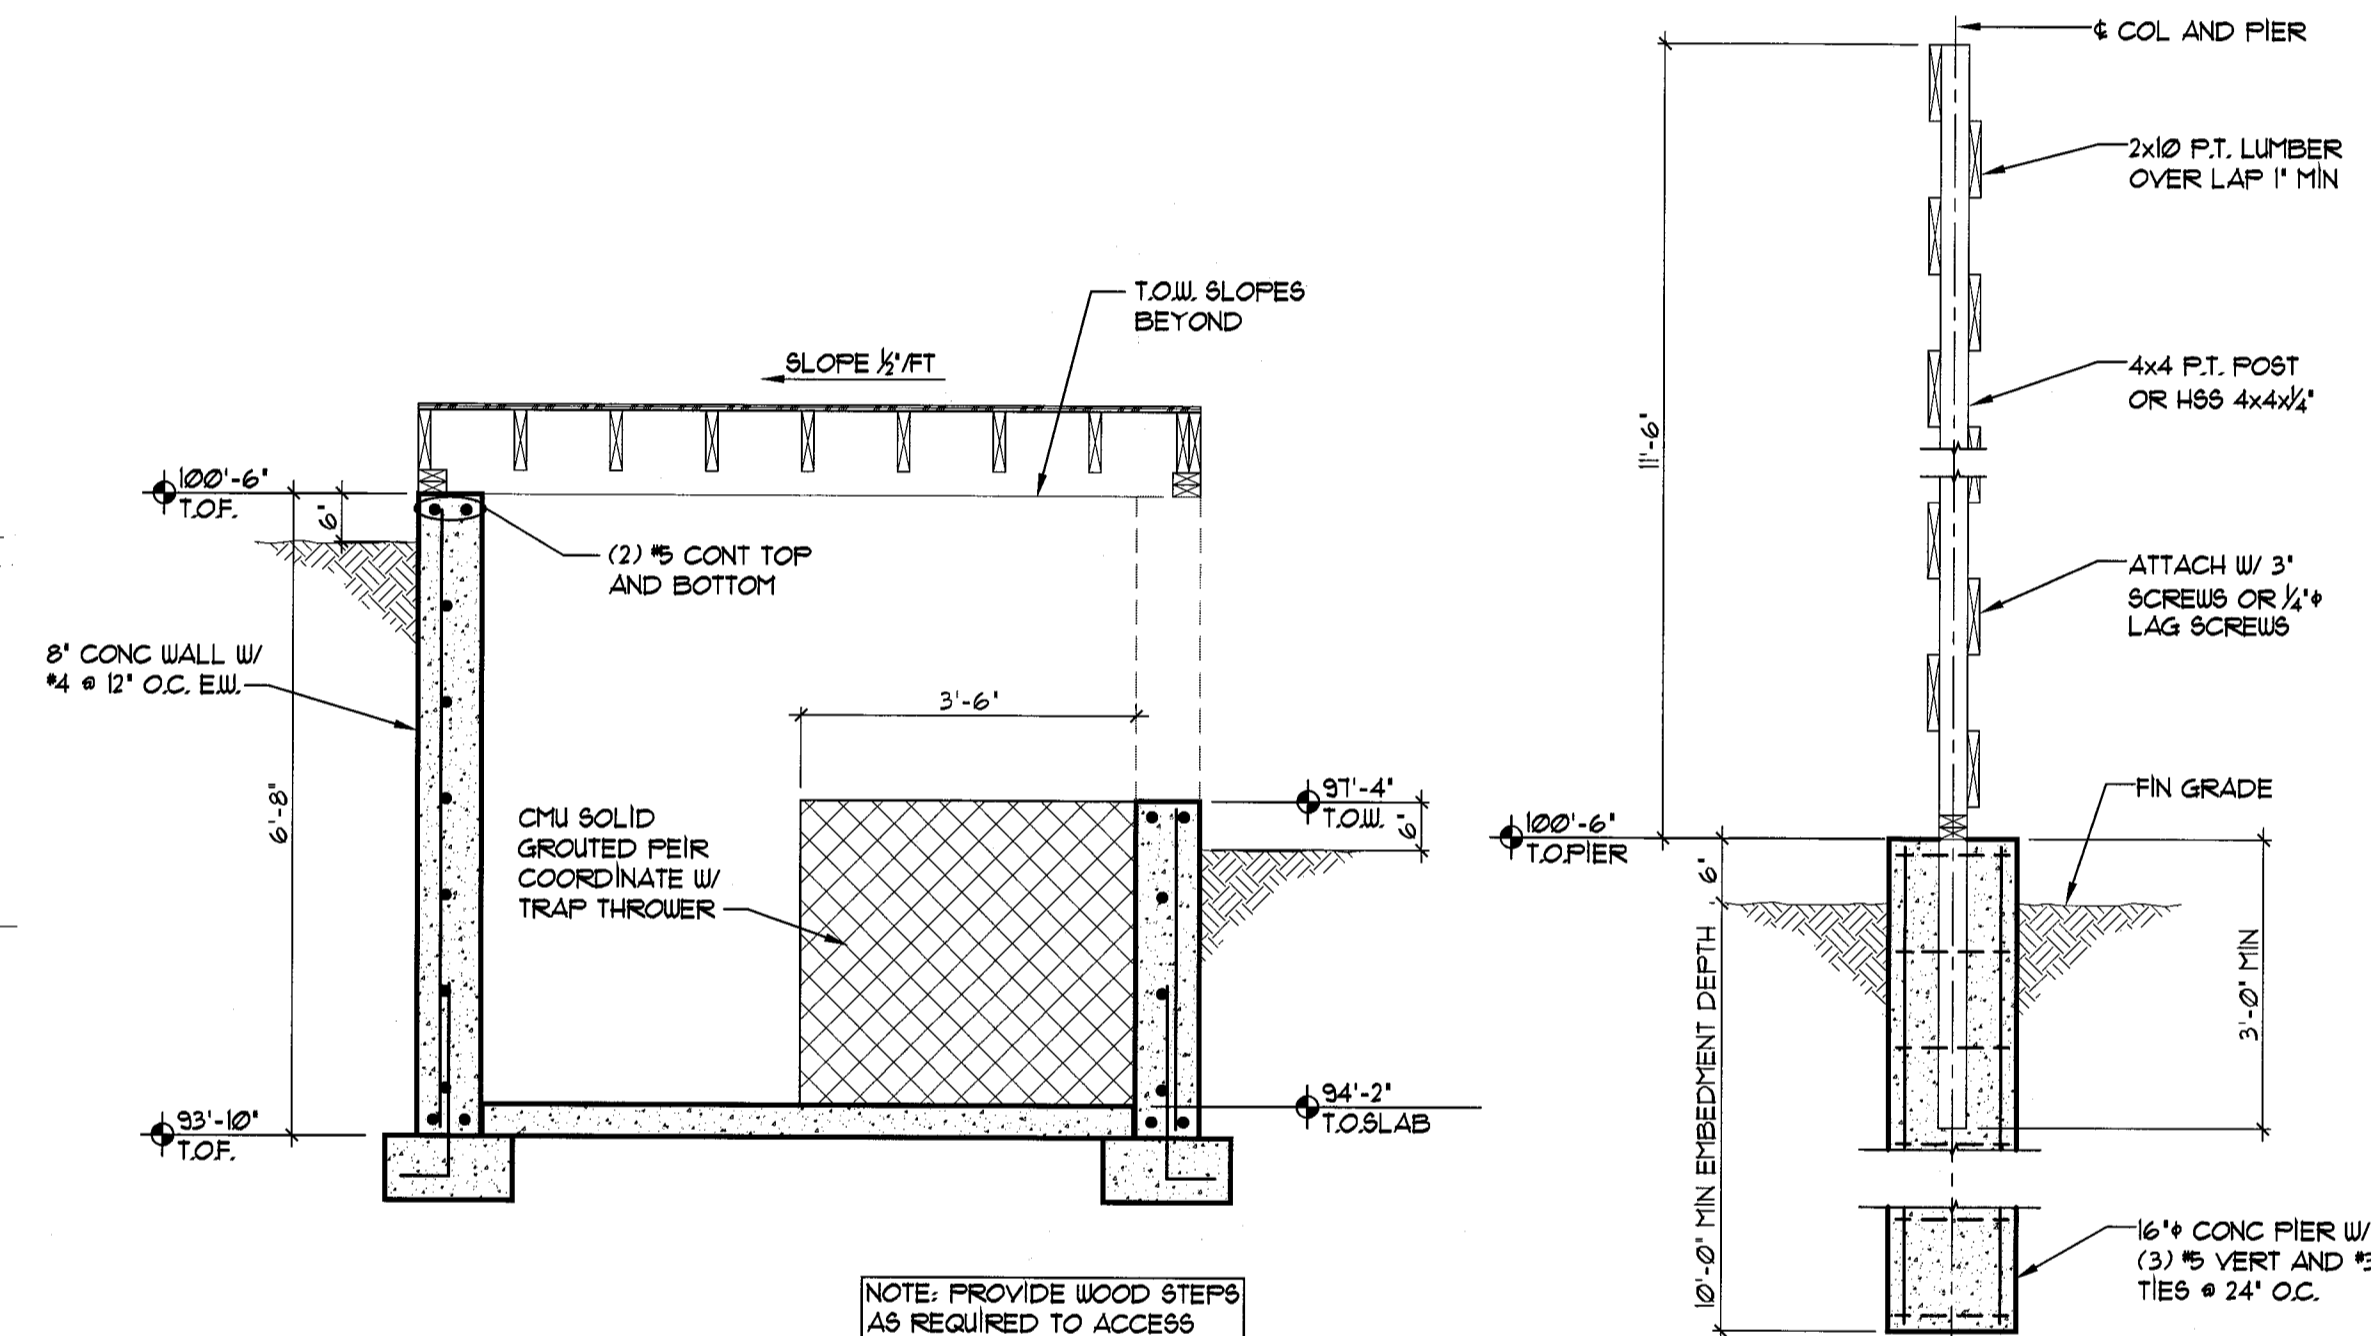 ℄ COL AND PIER
2x10 P.T. LUMBER
OVER LAP 1" MIN
4x4 P.T. POST
OR HSS 4x4x¼"
ATTACH W/ 3"
SCREWS OR ¼"ϕ
LAG SCREWS
FIN GRADE
11'-6"
100'-6"
T.O.PIER
6"
10'-0" MIN EMBEDMENT DEPTH
3'-0" MIN
16"ϕ CONC PIER W/
(3) #5 VERT AND #3
TIES @ 24" O.C.
T.O.W. SLOPES
BEYOND
SLOPE ½"/FT
100'-6"
T.O.F.
6"
(2) #5 CONT TOP
AND BOTTOM
8" CONC WALL W/
#4 @ 12" O.C. E.W.
6'-8"
3'-6"
CMU SOLID
GROUTED PEIR
COORDINATE W/
TRAP THROWER
97'-4"
T.O.W.
6"
94'-2"
T.O.SLAB
93'-10"
T.O.F.
NOTE: PROVIDE WOOD STEPS
AS REQUIRED TO ACCESS